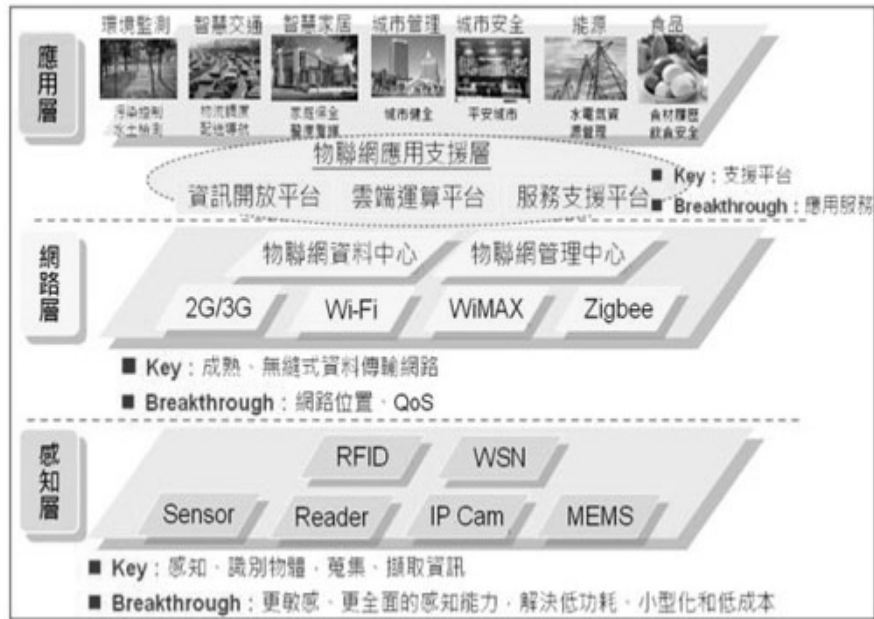 應用層
環境監測 智慧交通 智慧家居 城市管理 城市安全 能源 食品
污染控制 物流調度 家庭保全 城市健全 平安城市 水電氣資 食材履歷
水土檢測 配送導航 醫療監護 源管理 飲食安全
物聯網應用支援層
資訊開放平台 雲端運算平台 服務支援平台
■ Key：支援平台
■ Breakthrough：應用服務
網路層
物聯網資料中心 物聯網管理中心
2G/3G Wi-Fi WiMAX Zigbee
■ Key：成熟、無縫式資料傳輸網路
■ Breakthrough：網路位置、QoS
感知層
RFID WSN
Sensor Reader IP Cam MEMS
■ Key：感知、識別物體，蒐集、擷取資訊
■ Breakthrough：更敏感、更全面的感知能力，解決低功耗、小型化和低成本